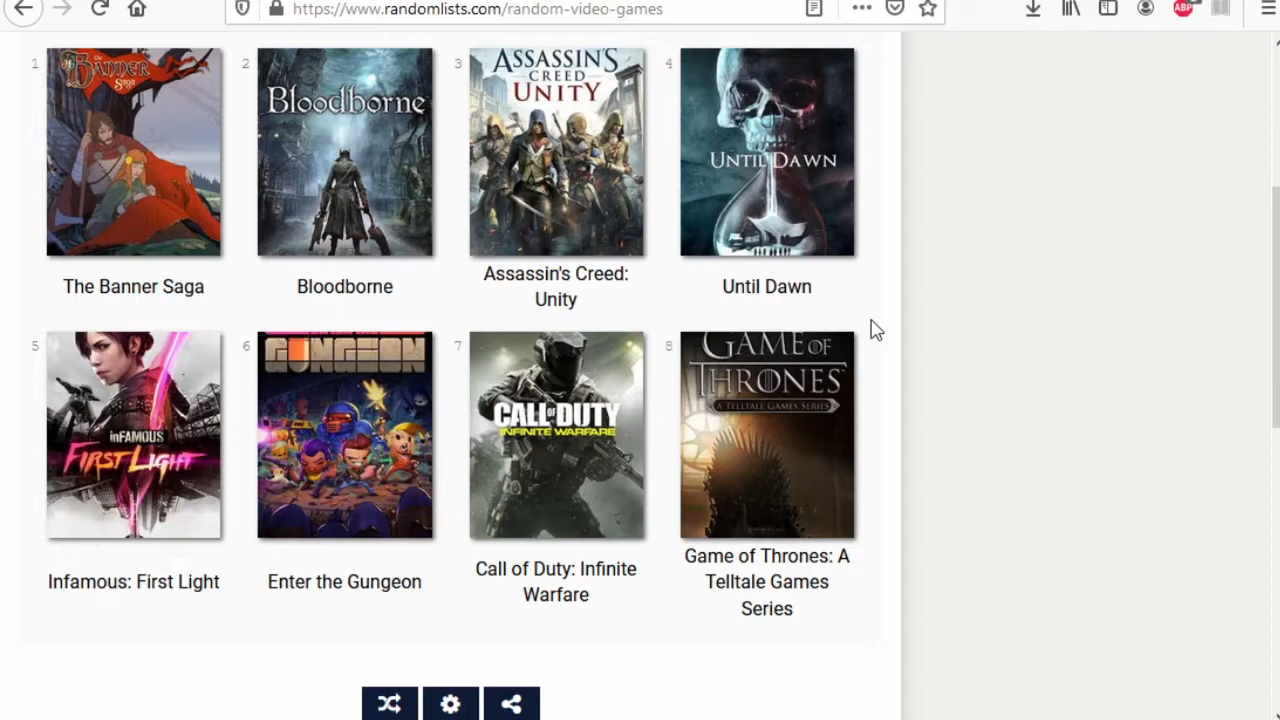 https://www.randomlists.com/random-video-games
ABP
1
2
3
4
the
BANNER
Saga
Bloodborne
ASSASSIN'S
CREED
UNITY
UNTIL DAWN
The Banner Saga
Bloodborne
Assassin's Creed:
Unity
Until Dawn
5
6
7
8
inFAMOUS
FIRST LIGHT
GUNGEON
CALL OF DUTY
INFINITE WARFARE
GAME OF
THRONES
A TELLTALE GAMES SERIES
Infamous: First Light
Enter the Gungeon
Call of Duty: Infinite
Warfare
Game of Thrones: A
Telltale Games
Series